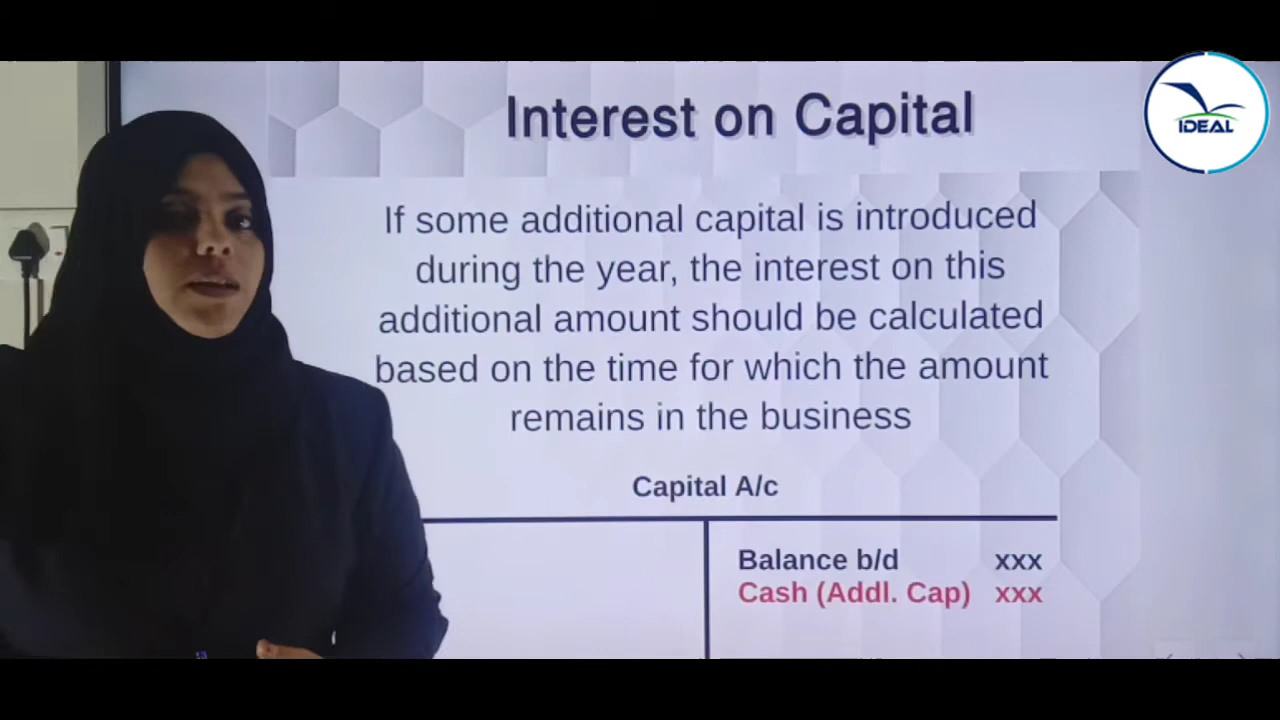 Interest on Capital
IDEAL
If some additional capital is introduced
during the year, the interest on this
additional amount should be calculated
based on the time for which the amount
remains in the business
Capital A/c
Balance b/d xxx
Cash (Addl. Cap) xxx